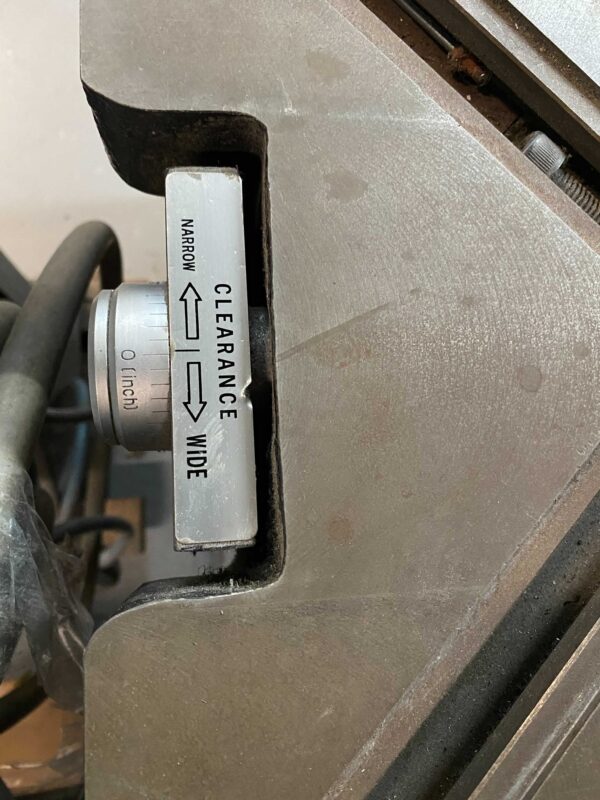 CLEARANCE
NARROW
WiDE
0 (inch)